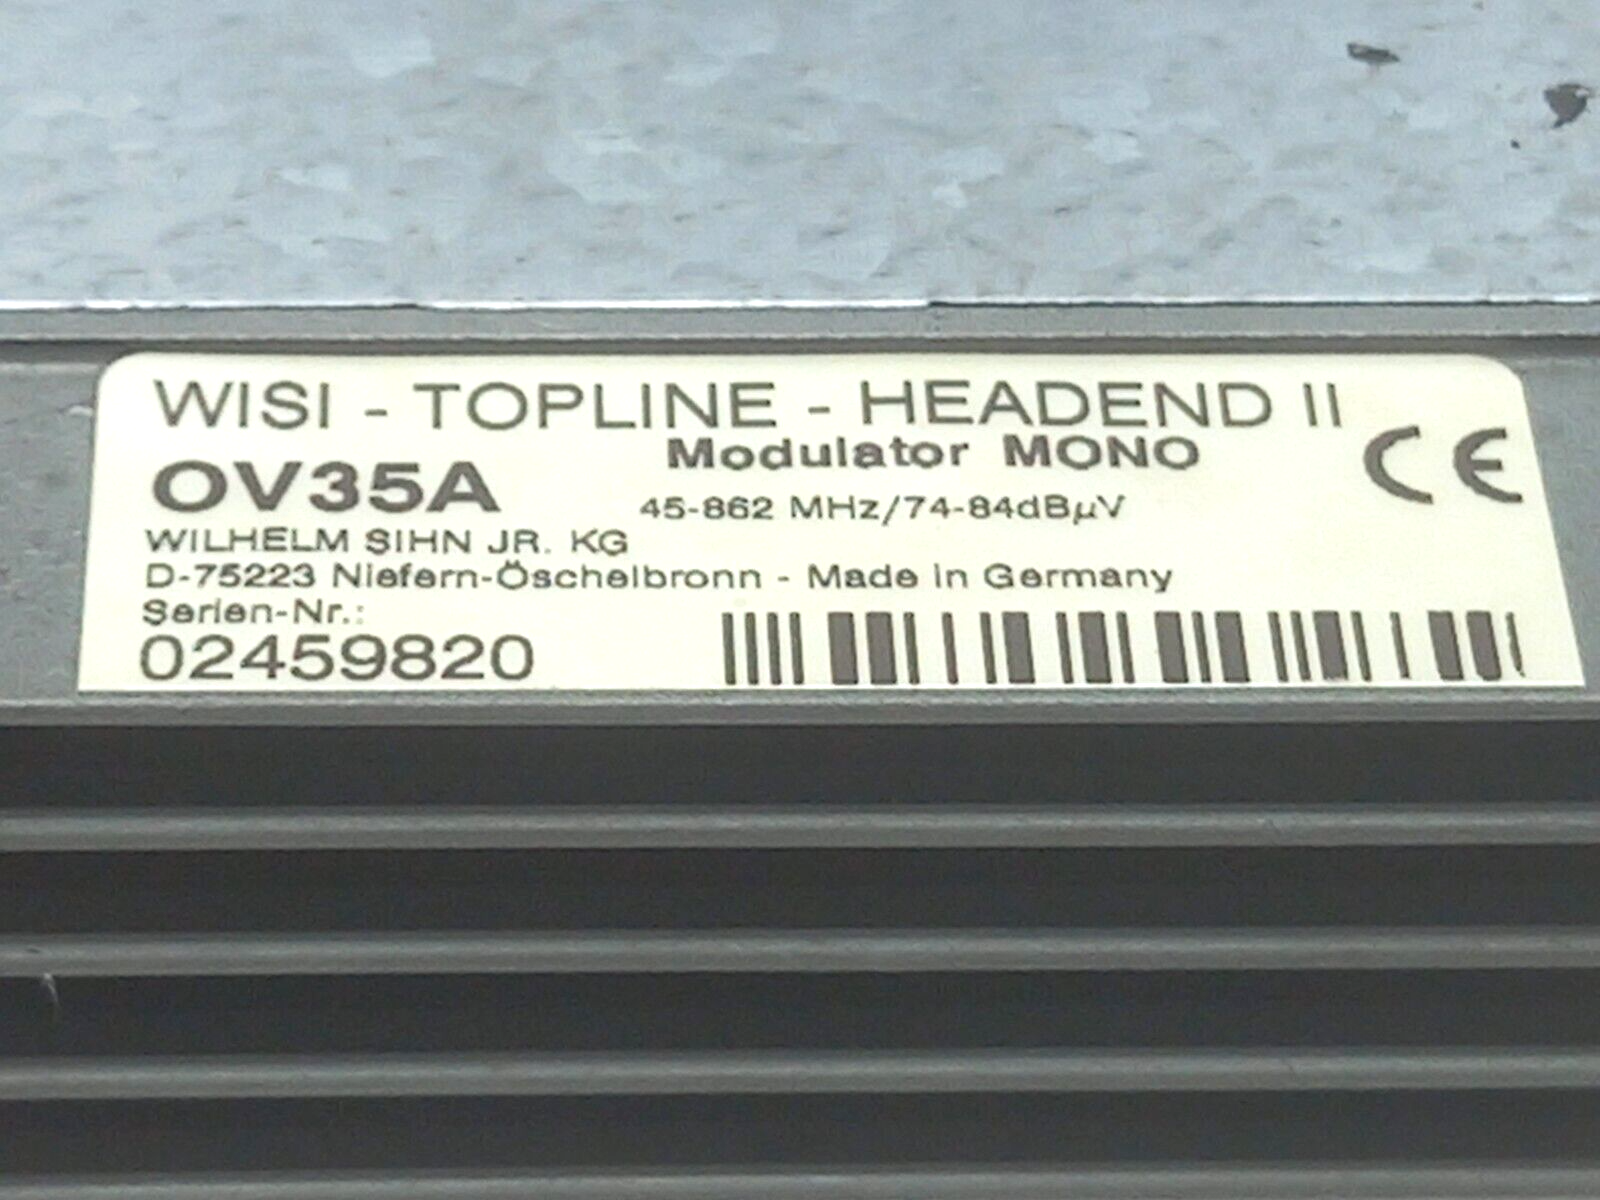 WISI - TOPLINE - HEADEND II
Modulator MONO
OV35A
45-862 MHz/74-84dBµV
CE
WILHELM SIHN JR. KG
D-75223 Niefern-Öschelbronn - Made in Germany
Serien-Nr.:
02459820